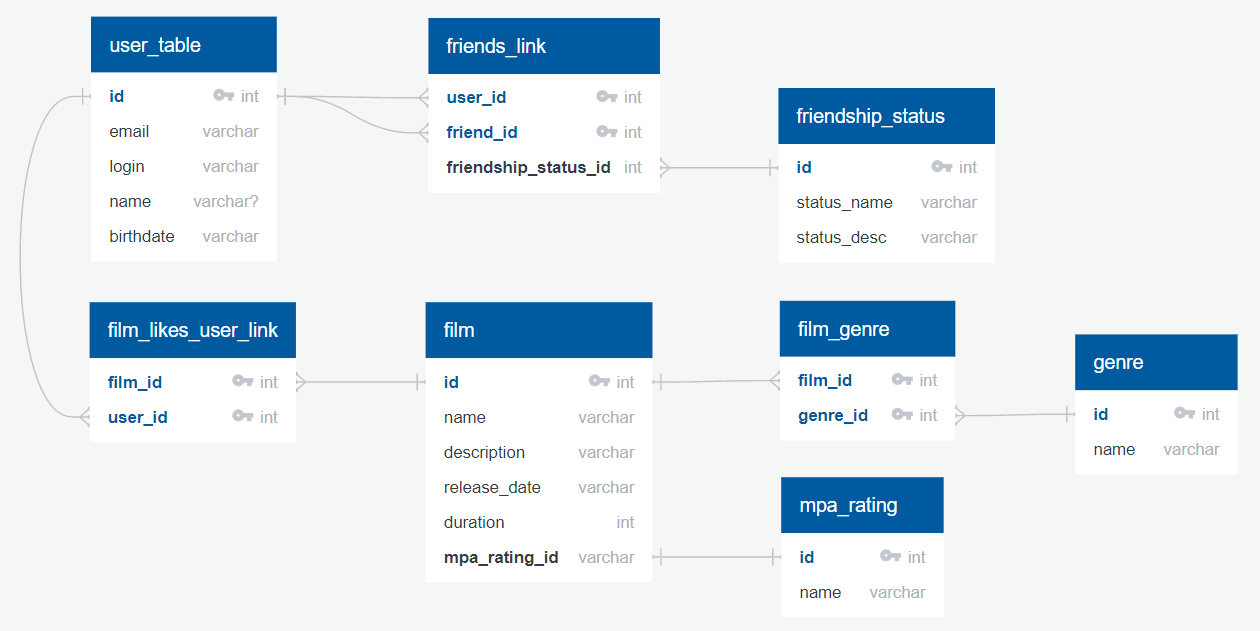 user_table
id int
email varchar
login varchar
name varchar?
birthdate varchar
friends_link
user_id int
friend_id int
friendship_status_id int
friendship_status
id int
status_name varchar
status_desc varchar
film_likes_user_link
film_id int
user_id int
film
id int
name varchar
description varchar
release_date varchar
duration int
mpa_rating_id varchar
film_genre
film_id int
genre_id int
genre
id int
name varchar
mpa_rating
id int
name varchar